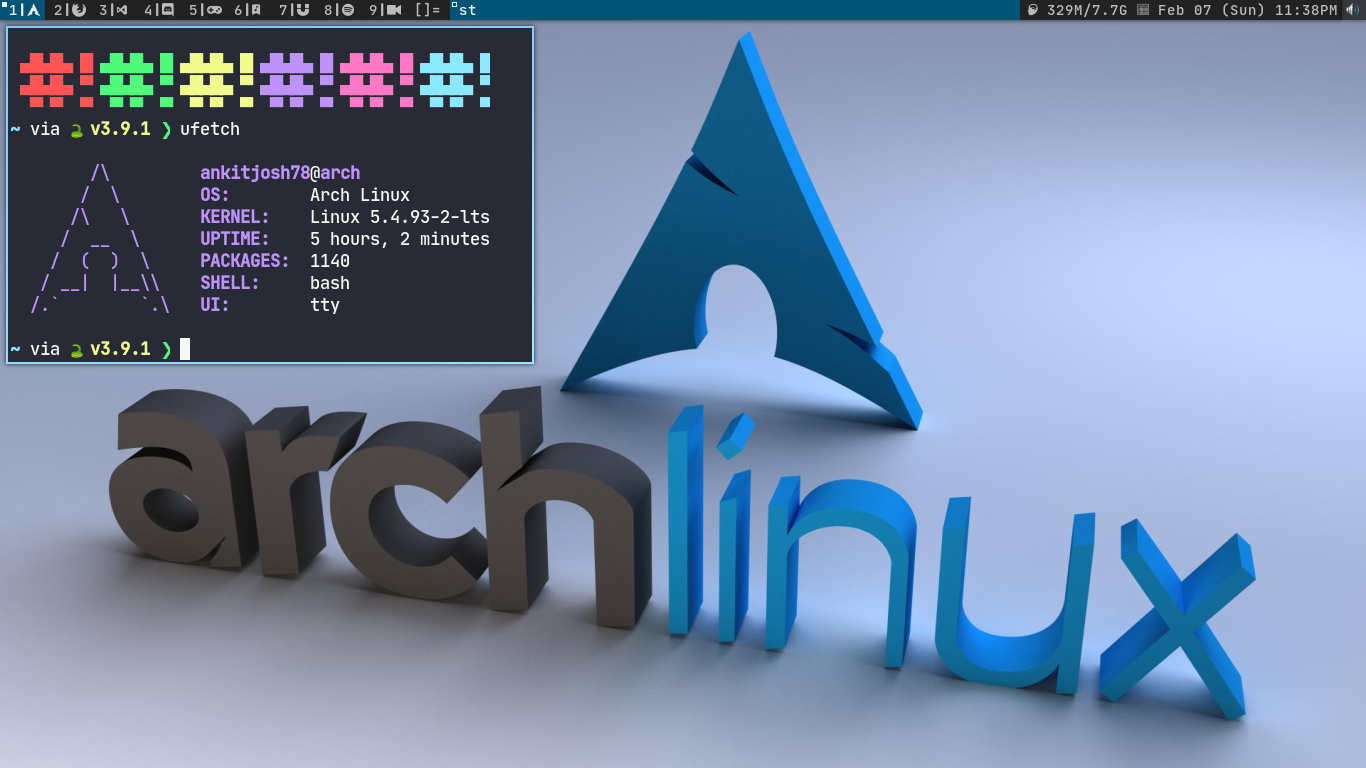 1| 2| 3| 4| 5| 6| 7| 8| 9| []= st 329M/7.7G Feb 07 (Sun) 11:38PM
#!#!#!#!#!#!
~ via v3.9.1 ❯ ufetch
ankitjosh78@arch
OS: Arch Linux
KERNEL: Linux 5.4.93-2-lts
UPTIME: 5 hours, 2 minutes
PACKAGES: 1140
SHELL: bash
UI: tty
~ via v3.9.1 ❯
arch linux